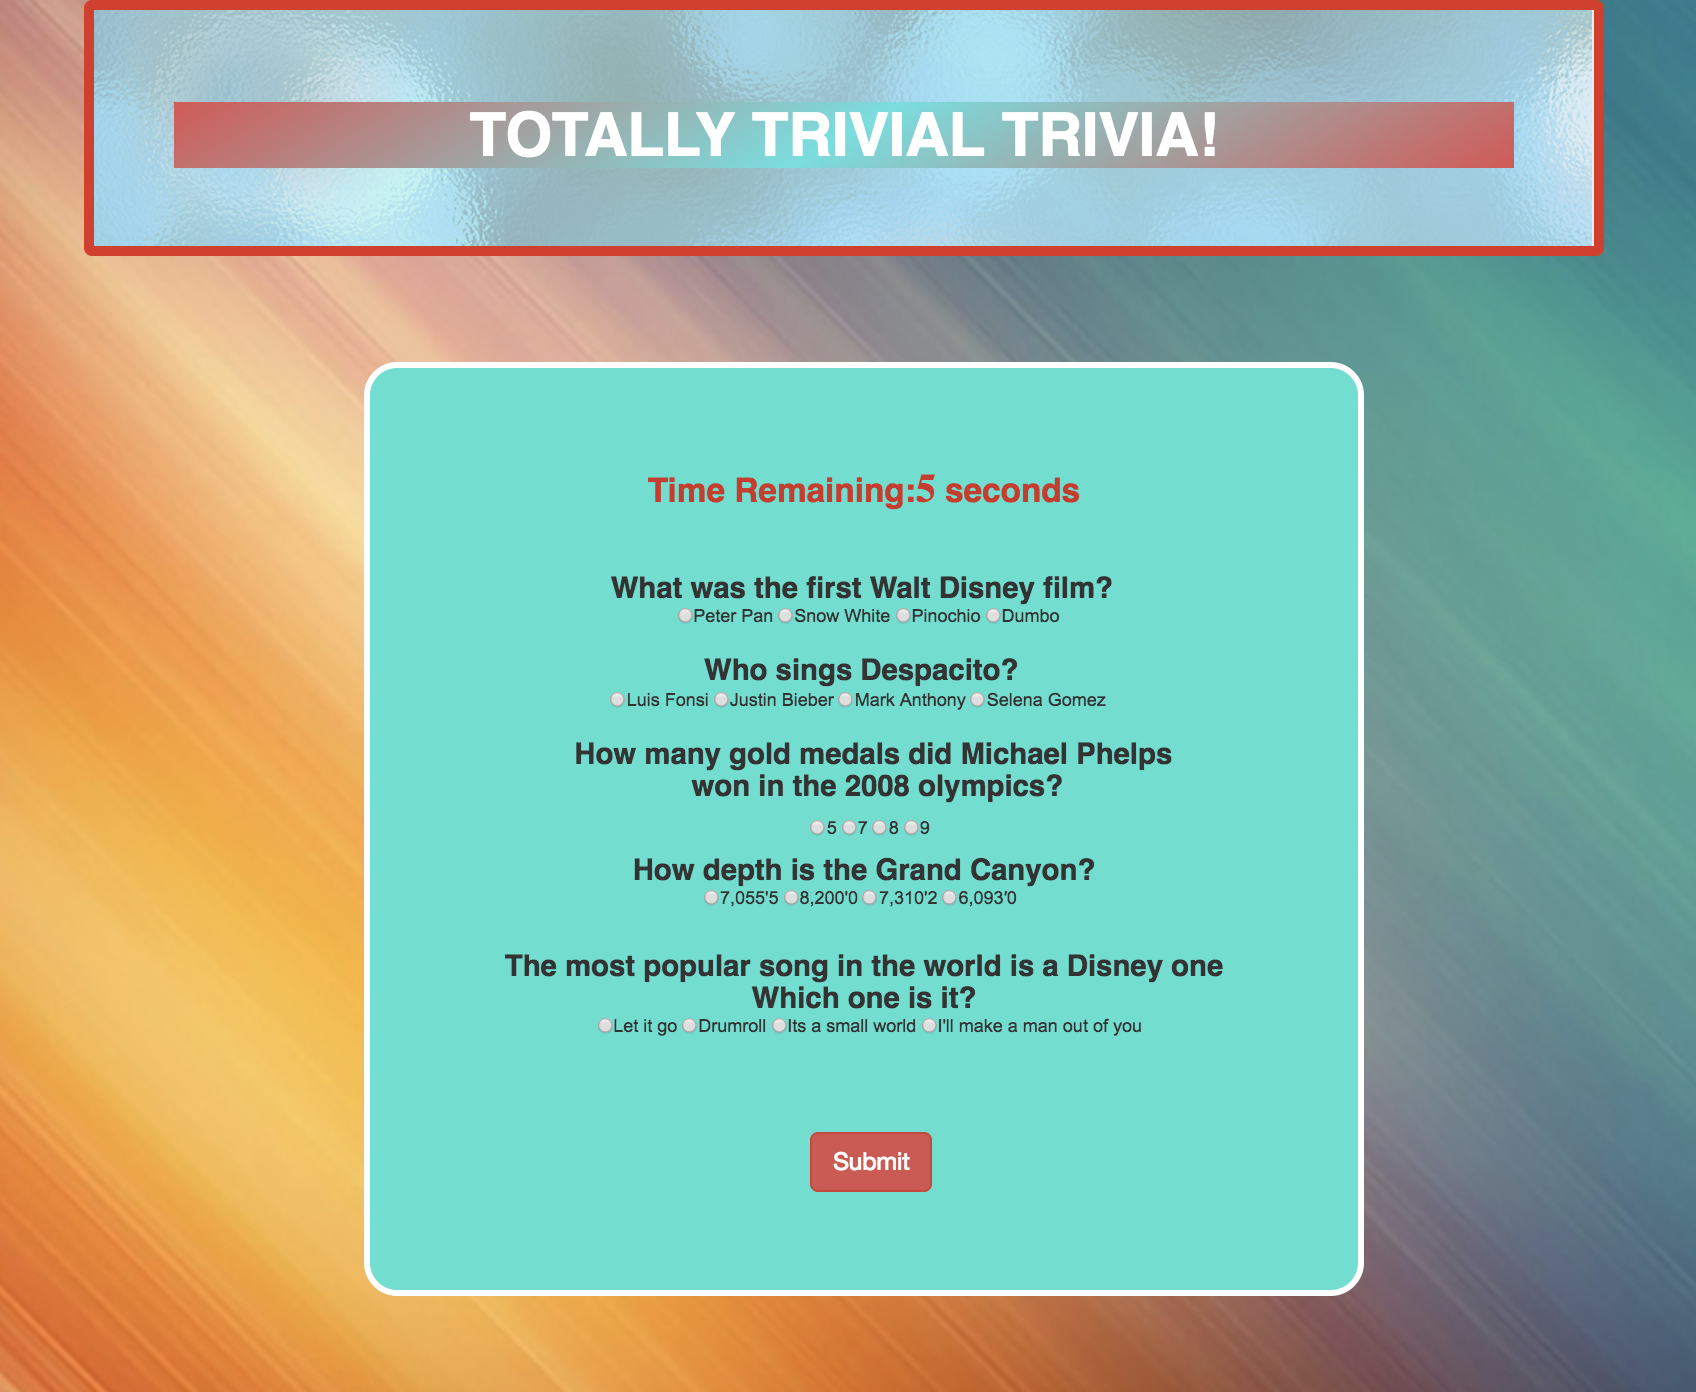 TOTALLY TRIVIAL TRIVIA!
Time Remaining:5 seconds
What was the first Walt Disney film?
Peter Pan Snow White Pinochio Dumbo
Who sings Despacito?
Luis Fonsi Justin Bieber Mark Anthony Selena Gomez
How many gold medals did Michael Phelps
won in the 2008 olympics?
5 7 8 9
How depth is the Grand Canyon?
7,055'5 8,200'0 7,310'2 6,093'0
The most popular song in the world is a Disney one
Which one is it?
Let it go Drumroll Its a small world I'll make a man out of you
Submit